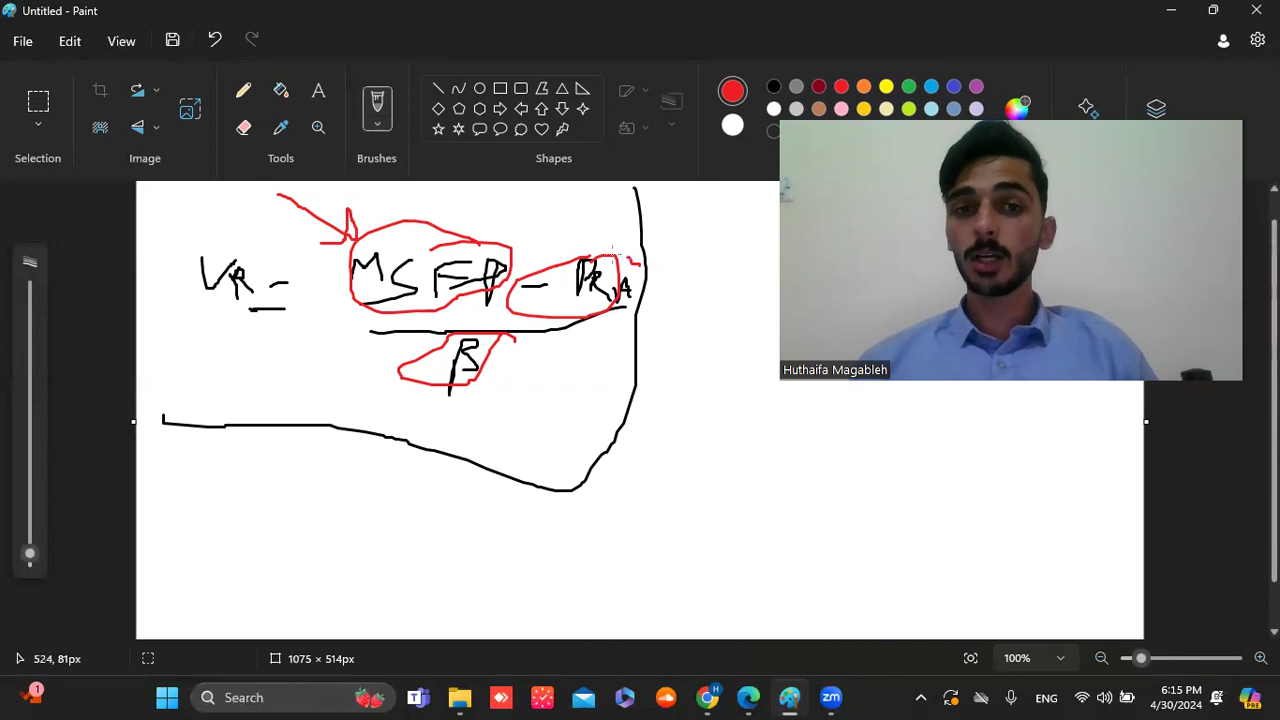 Untitled - Paint
File Edit View
Selection Image Tools Brushes Shapes
Huthaifa Magableh
VR = MSFP - PRA
β
524, 81px 1075 × 514px 100%
1 Search ENG 6:15 PM
4/30/2024